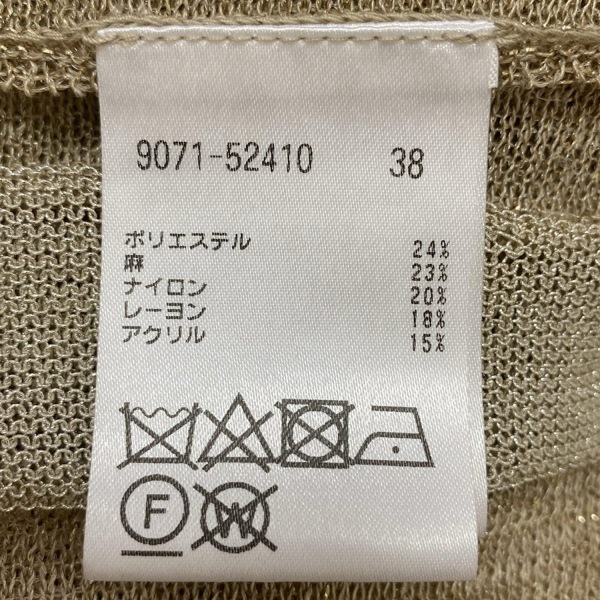 9071-52410 38
ポリエステル 24%
麻 23%
ナイロン 20%
レーヨン 18%
アクリル 15%
F W